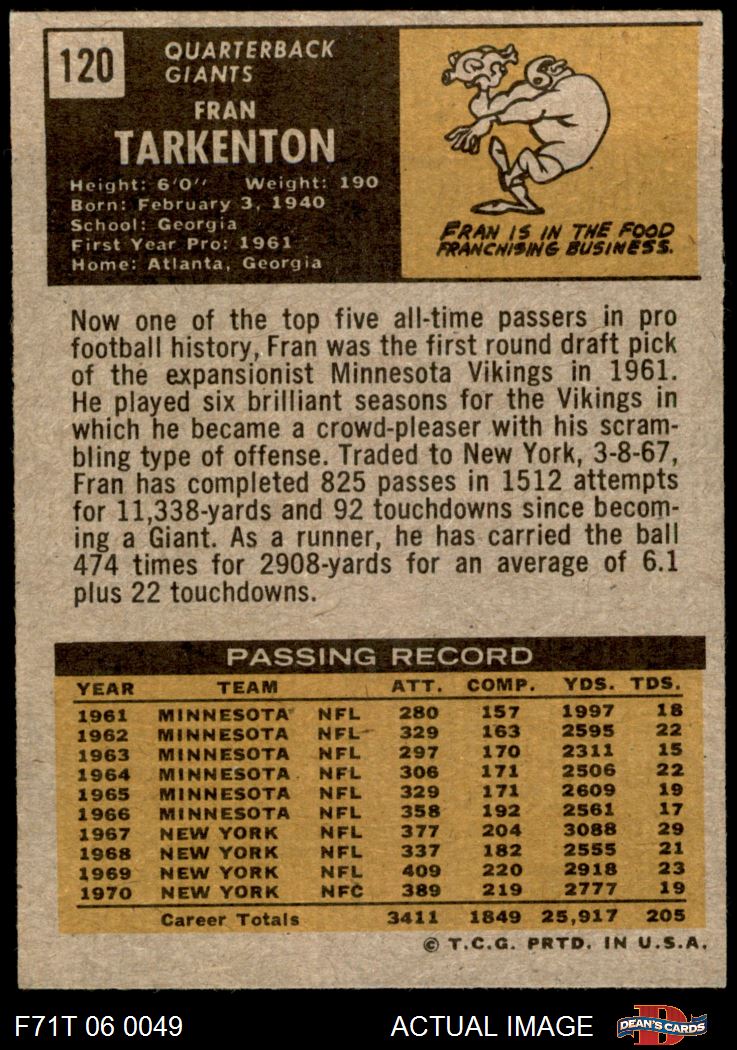 120
QUARTERBACK
GIANTS
FRAN
TARKENTON
Height: 6'0" Weight: 190
Born: February 3, 1940
School: Georgia
First Year Pro: 1961
Home: Atlanta, Georgia
FRAN IS IN THE FOOD
FRANCHISING BUSINESS.
Now one of the top five all-time passers in pro
football history, Fran was the first round draft pick
of the expansionist Minnesota Vikings in 1961.
He played six brilliant seasons for the Vikings in
which he became a crowd-pleaser with his scram-
bling type of offense. Traded to New York, 3-8-67,
Fran has completed 825 passes in 1512 attempts
for 11,338-yards and 92 touchdowns since becom-
ing a Giant. As a runner, he has carried the ball
474 times for 2908-yards for an average of 6.1
plus 22 touchdowns.
PASSING RECORD
YEAR TEAM ATT. COMP. YDS. TDS.
1961 MINNESOTA NFL 280 157 1997 18
1962 MINNESOTA NFL 329 163 2595 22
1963 MINNESOTA NFL 297 170 2311 15
1964 MINNESOTA NFL 306 171 2506 22
1965 MINNESOTA NFL 329 171 2609 19
1966 MINNESOTA NFL 358 192 2561 17
1967 NEW YORK NFL 377 204 3088 29
1968 NEW YORK NFL 337 182 2555 21
1969 NEW YORK NFL 409 220 2918 23
1970 NEW YORK NFC 389 219 2777 19
Career Totals 3411 1849 25,917 205
© T.C.G. PRTD. IN U.S.A.
F71T 06 0049 ACTUAL IMAGE D DEAN'S CARDS